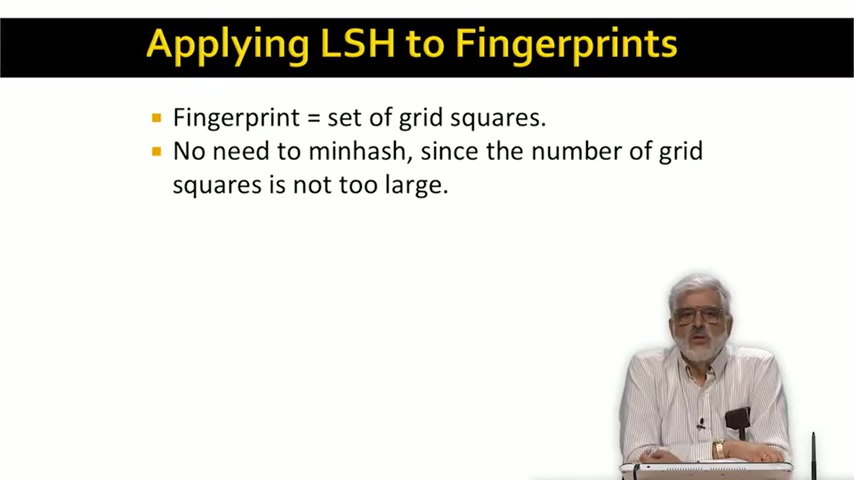 Applying LSH to Fingerprints
Fingerprint = set of grid squares.
No need to minhash, since the number of grid
squares is not too large.